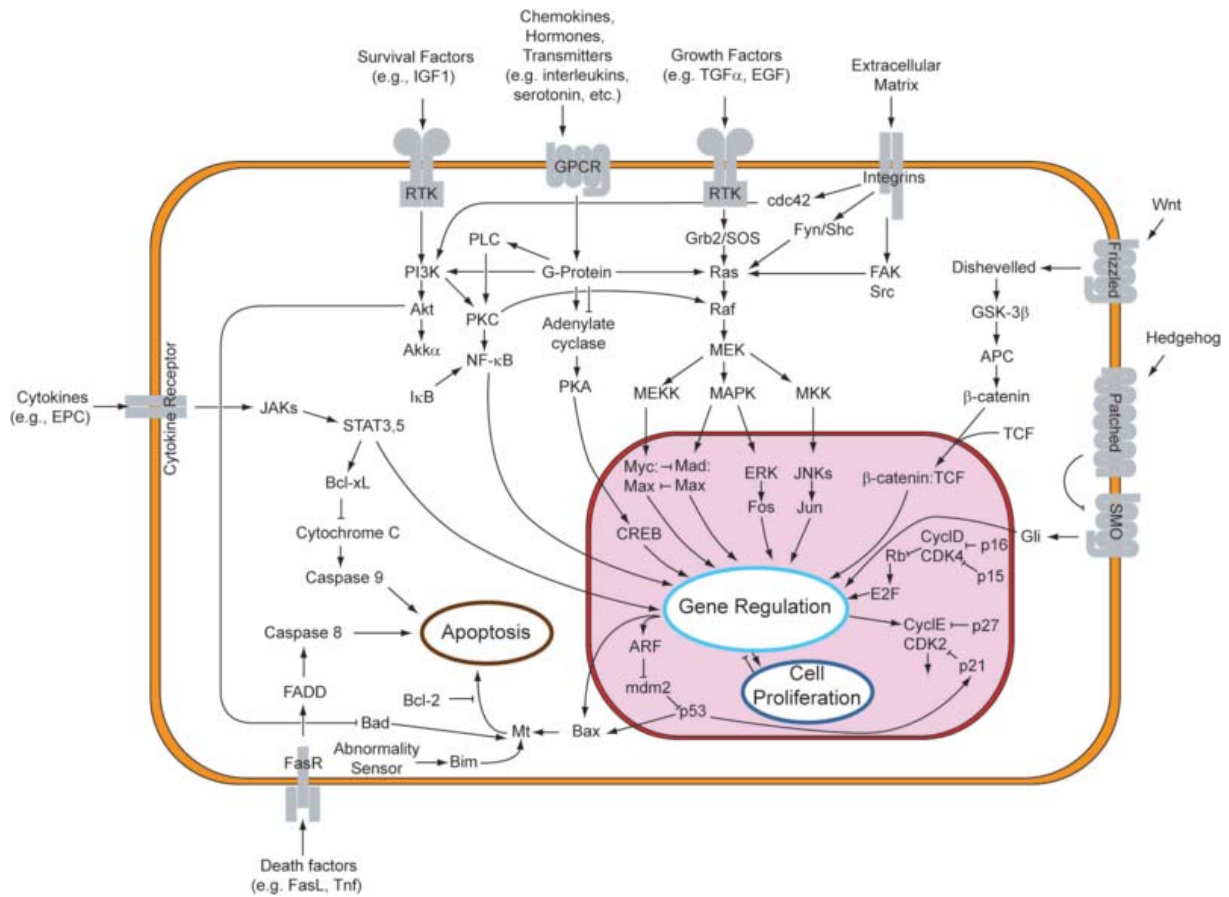 Chemokines,
Hormones,
Transmitters
(e.g. interleukins,
serotonin, etc.)
Survival Factors
(e.g., IGF1)
Growth Factors
(e.g. TGFα, EGF)
Extracellular
Matrix
RTK
GPCR
RTK
Integrins
cdc42
Wnt
PLC
Grb2/SOS
Fyn/Shc
Frizzled
PI3K
G-Protein
Ras
FAK
Src
Dishevelled
Akt
PKC
Adenylate
cyclase
Raf
GSK-3β
Akkα
NF-κB
MEK
APC
Hedgehog
IκB
PKA
MEKK
MAPK
MKK
β-catenin
Patched
Cytokines
(e.g., EPC)
Cytokine Receptor
JAKs
STAT3,5
TCF
Myc:
Max
Mad:
Max
ERK
JNKs
β-catenin:TCF
Bcl-xL
Fos
Jun
SMO
Cytochrome C
CREB
Gli
CyclD
CDK4
p16
Rb
p15
Caspase 9
E2F
Gene Regulation
Caspase 8
Apoptosis
ARF
CyclE
CDK2
p27
p21
FADD
Bcl-2
mdm2
Cell
Proliferation
p53
Bad
Mt
Bax
Abnormality
Sensor
Bim
FasR
Death factors
(e.g. FasL, Tnf)